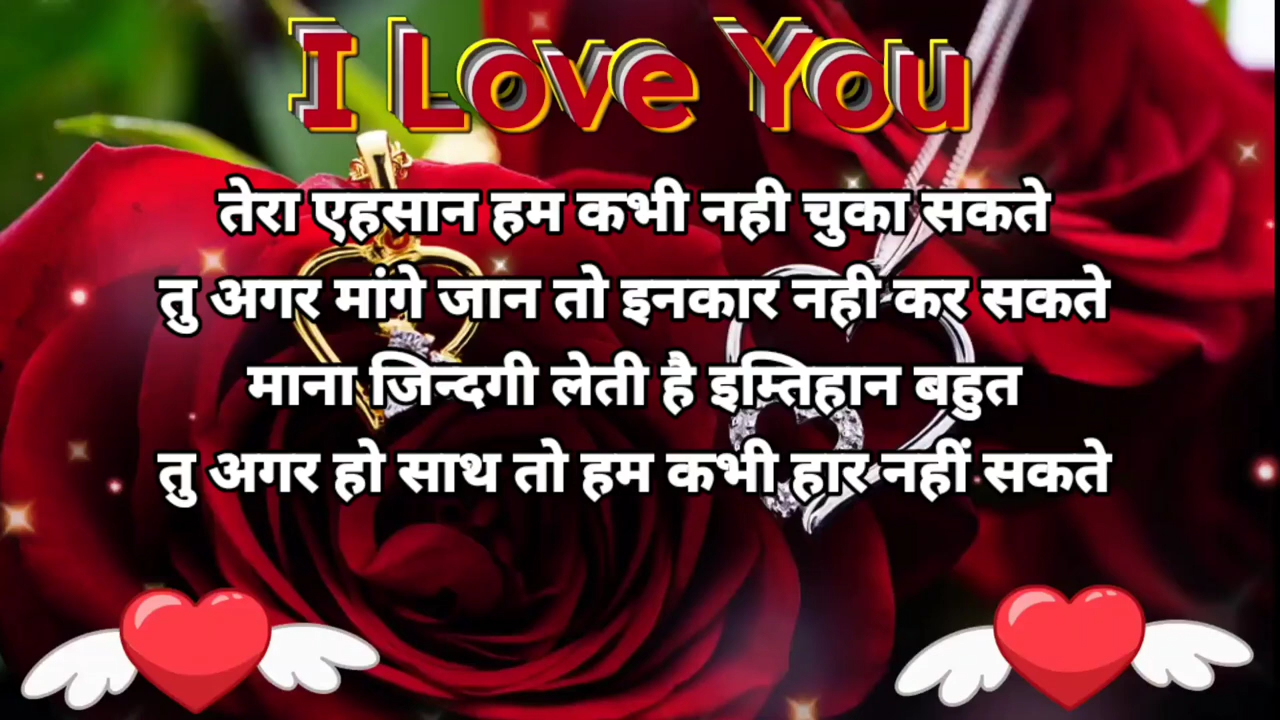 I Love You
तेरा एहसान हम कभी नही चुका सकते
तु अगर मांगे जान तो इनकार नही कर सकते
माना जिन्दगी लेती है इम्तिहान बहुत
तु अगर हो साथ तो हम कभी हार नहीं सकते